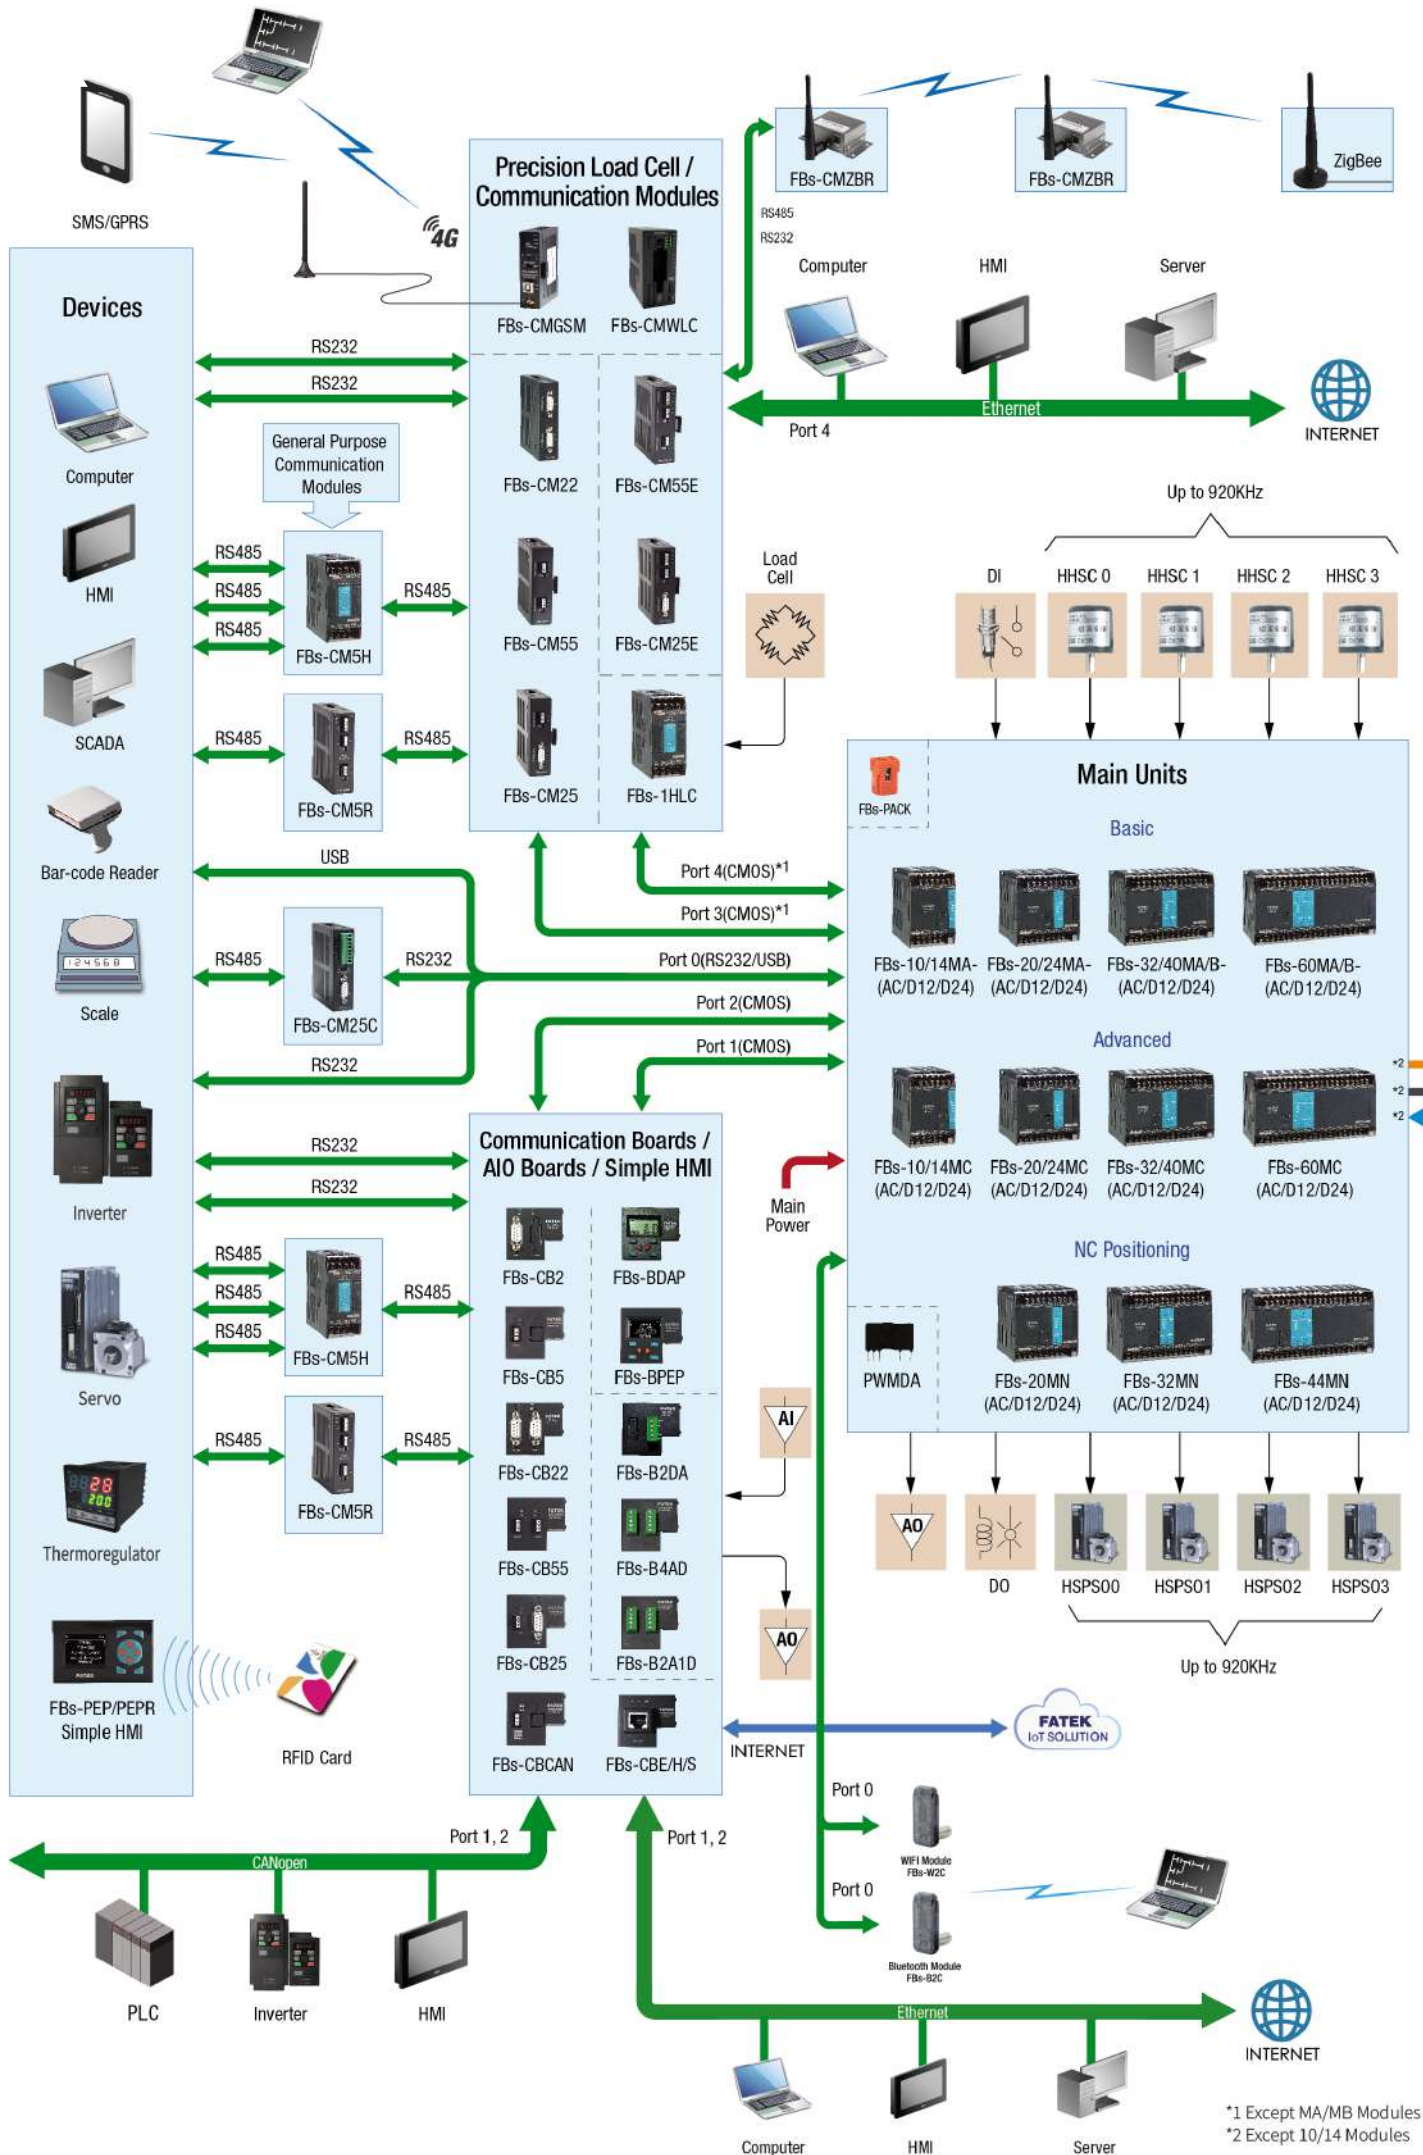 SMS/GPRS
4G
Precision Load Cell /
Communication Modules
FBs-CMGSM
FBs-CMWLC
FBs-CM22
FBs-CM55E
FBs-CM55
FBs-CM25E
FBs-CM25
FBs-1HLC
FBs-CMZBR
FBs-CMZBR
ZigBee
RS485
RS232
Computer
HMI
Server
Ethernet
Port 4
INTERNET
Devices
Computer
HMI
SCADA
Bar-code Reader
124568
Scale
Inverter
Servo
Thermoregulator
FBs-PEP/PEPR
Simple HMI
RFID Card
RS232
RS232
General Purpose
Communication
Modules
RS485
RS485
RS485
FBs-CM5H
RS485
RS485
FBs-CM5R
RS485
USB
RS485
FBs-CM25C
RS232
RS232
Load
Cell
Up to 920KHz
DI
HHSC 0
HHSC 1
HHSC 2
HHSC 3
Port 4(CMOS)*1
Port 3(CMOS)*1
Port 0(RS232/USB)
Port 2(CMOS)
Port 1(CMOS)
FBs-PACK
Main Units
Basic
FBs-10/14MA-
(AC/D12/D24)
FBs-20/24MA-
(AC/D12/D24)
FBs-32/40MA/B-
(AC/D12/D24)
FBs-60MA/B-
(AC/D12/D24)
Advanced
*2
*2
*2
FBs-10/14MC
(AC/D12/D24)
FBs-20/24MC
(AC/D12/D24)
FBs-32/40MC
(AC/D12/D24)
FBs-60MC
(AC/D12/D24)
Main
Power
NC Positioning
PWMDA
FBs-20MN
(AC/D12/D24)
FBs-32MN
(AC/D12/D24)
FBs-44MN
(AC/D12/D24)
AO
DO
HSPSO0
HSPSO1
HSPSO2
HSPSO3
Up to 920KHz
RS232
RS232
RS485
RS485
RS485
FBs-CM5H
RS485
RS485
FBs-CM5R
RS485
Communication Boards /
AIO Boards / Simple HMI
FBs-CB2
FBs-BDAP
FBs-CB5
FBs-BPEP
FBs-CB22
FBs-B2DA
FBs-CB55
FBs-B4AD
FBs-CB25
FBs-B2A1D
FBs-CBCAN
FBs-CBE/H/S
AI
AO
INTERNET
FATEK
IoT SOLUTION
Port 0
WIFI Module
FBs-W2C
Port 0
Bluetooth Module
FBs-B2C
Port 1, 2
CANopen
PLC
Inverter
HMI
Port 1, 2
Ethernet
INTERNET
Computer
HMI
Server
*1 Except MA/MB Modules
*2 Except 10/14 Modules